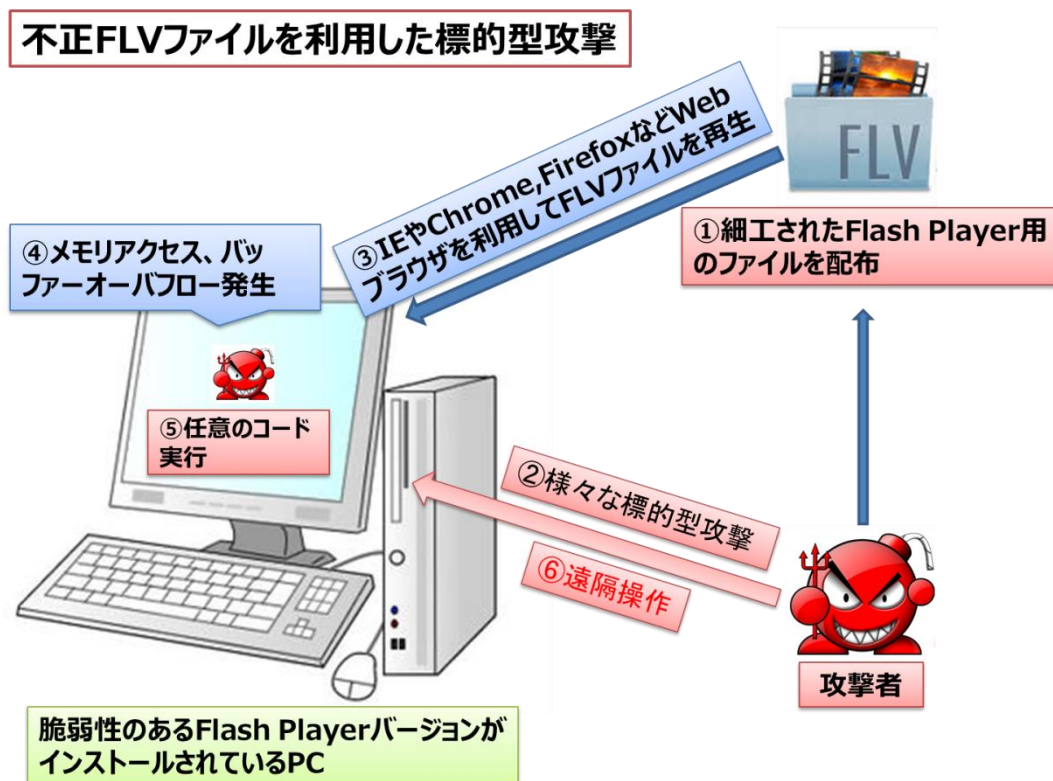 不正FLVファイルを利用した標的型攻撃
FLV
①細工されたFlash Player用
のファイルを配布
③IEやChrome,FirefoxなどWeb
ブラウザを利用してFLVファイルを再生
④メモリアクセス、バッ
ファーオーバフロー発生
⑤任意のコード
実行
②様々な標的型攻撃
⑥遠隔操作
攻撃者
脆弱性のあるFlash Playerバージョンが
インストールされているPC